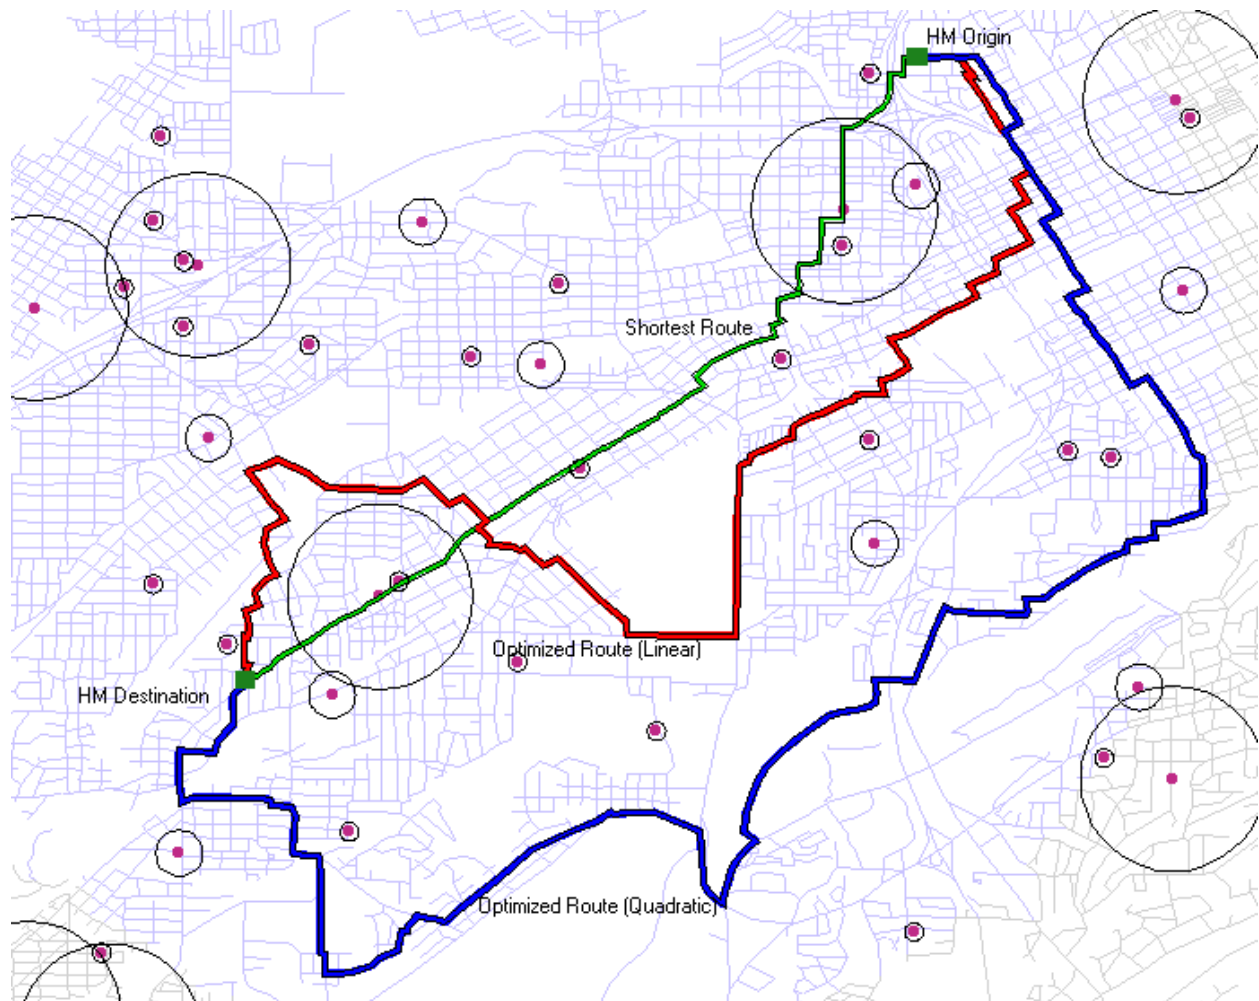 HM Origin
Shortest Route
Optimized Route (Linear)
HM Destination
Optimized Route (Quadratic)